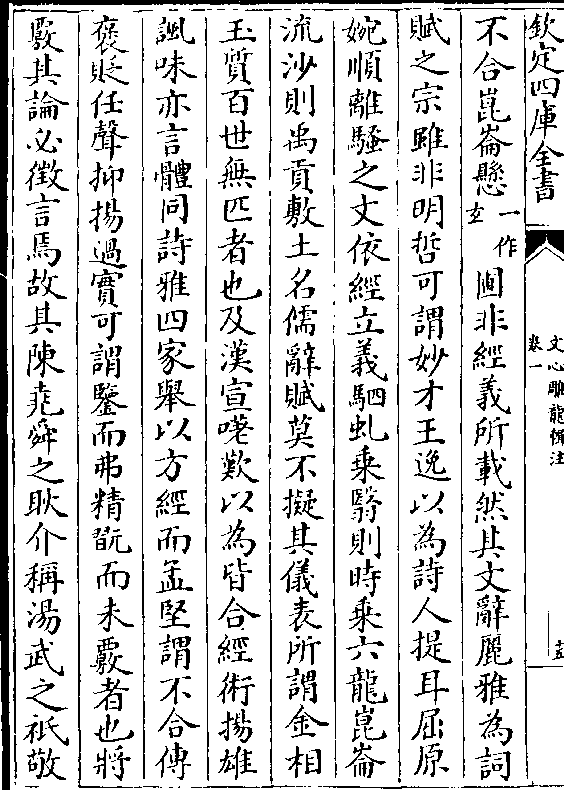 欽定四庫全書
文心雕龍輯注
卷一
不合崑崙懸一作玄圃非經義所載然其文辭麗雅為詞
賦之宗雖非明哲可謂妙才王逸以為詩人提耳屈原
婉順離騷之文依經立義駟虬乗翳則時乗六龍崑崙
流沙則禹貢敷土名儒辭賦莫不擬其儀表所謂金相
玉質百世無匹者也及漢宣嗟歎以為皆合經術揚雄
諷味亦言體同詩雅四家舉以方經而孟堅謂不合傳
褒貶任聲抑揚過實可謂鑒而弗精翫而未覈者也將
覈其論必徵言焉故其陳堯舜之耿介稱湯武之祗敬